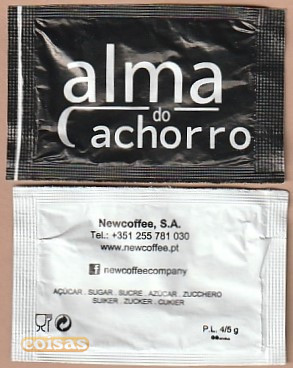 alma
do
Cachorro
Newcoffee, S.A.
Tel.: +351 255 781 030
www.newcoffee.pt
f newcoffeecompany
AÇÚCAR . SUGAR . SUCRE . AZÚCAR . ZUCCHERO
SUIKER . ZUCKER . CUKIER
P.L. 4/5 g
coisas